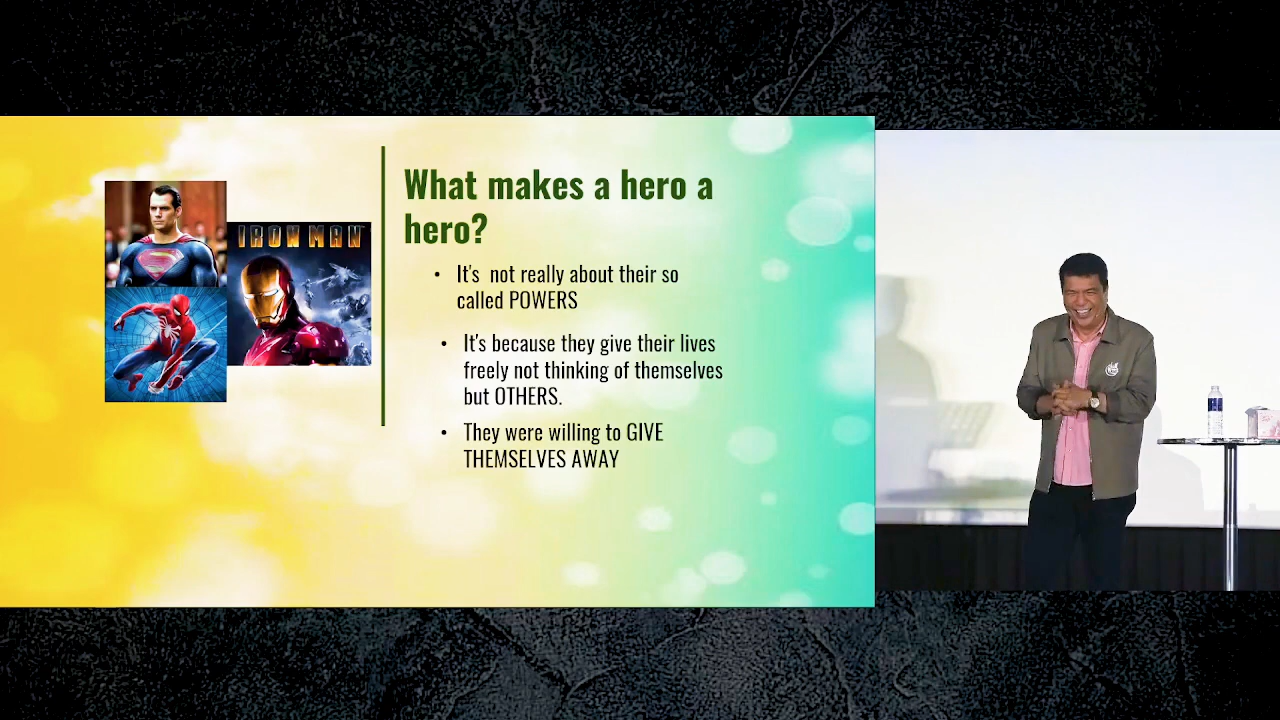 IRON MAN
What makes a hero a
hero?
• It's not really about their so
called POWERS
• It's because they give their lives
freely not thinking of themselves
but OTHERS.
• They were willing to GIVE
THEMSELVES AWAY